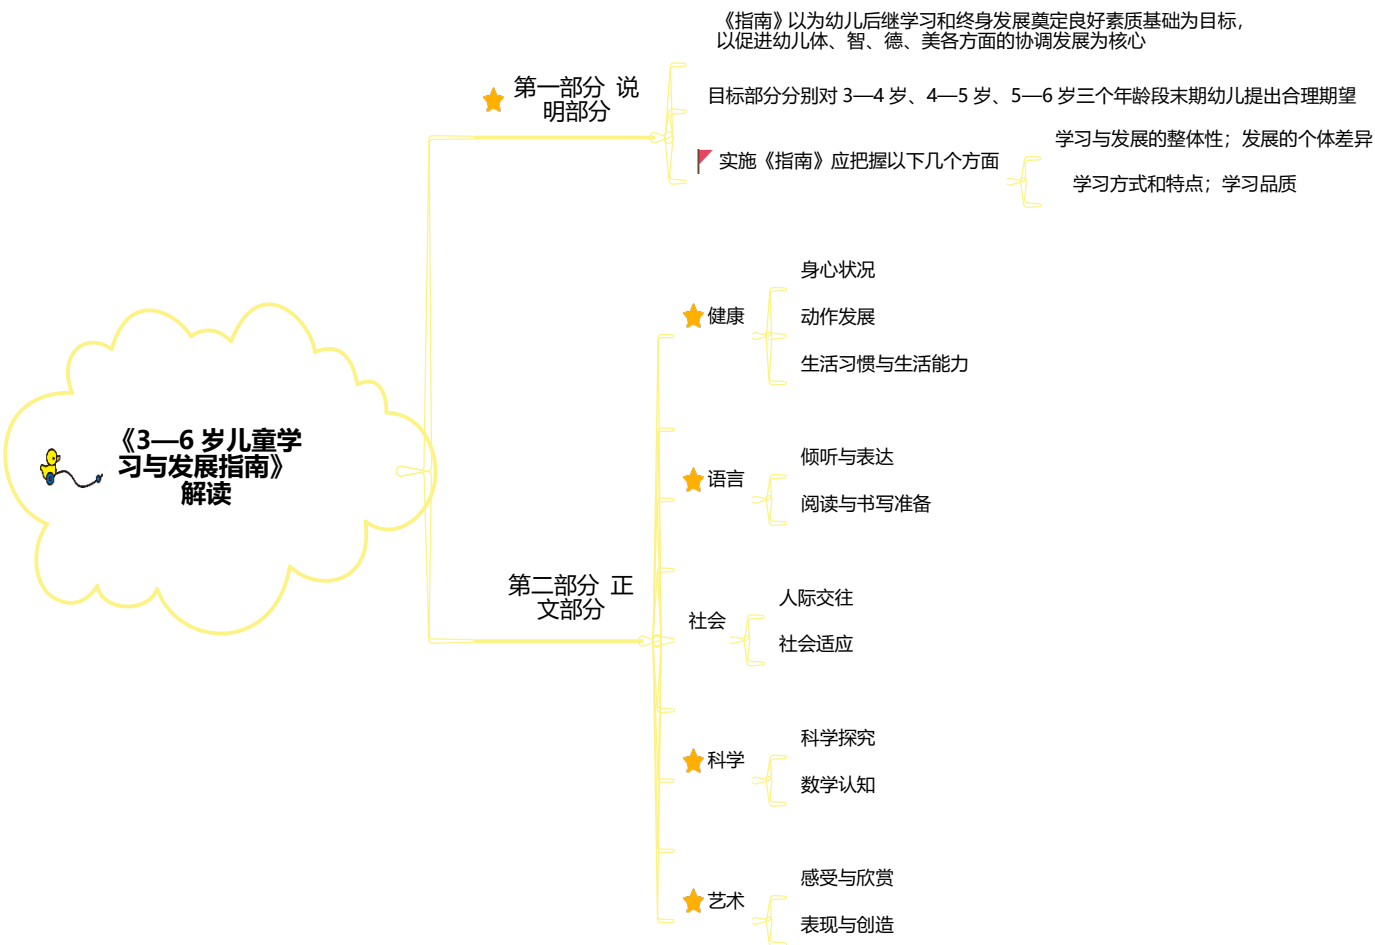 《指南》以为幼儿后继学习和终身发展奠定良好素质基础为目标，
以促进幼儿体、智、德、美各方面的协调发展为核心
第一部分 说
明部分
目标部分分别对 3—4 岁、4—5 岁、5—6 岁三个年龄段末期幼儿提出合理期望
实施《指南》应把握以下几个方面
学习与发展的整体性；发展的个体差异
学习方式和特点；学习品质
《3—6 岁儿童学
习与发展指南》
解读
第二部分 正
文部分
健康
身心状况
动作发展
生活习惯与生活能力
语言
倾听与表达
阅读与书写准备
社会
人际交往
社会适应
科学
科学探究
数学认知
艺术
感受与欣赏
表现与创造